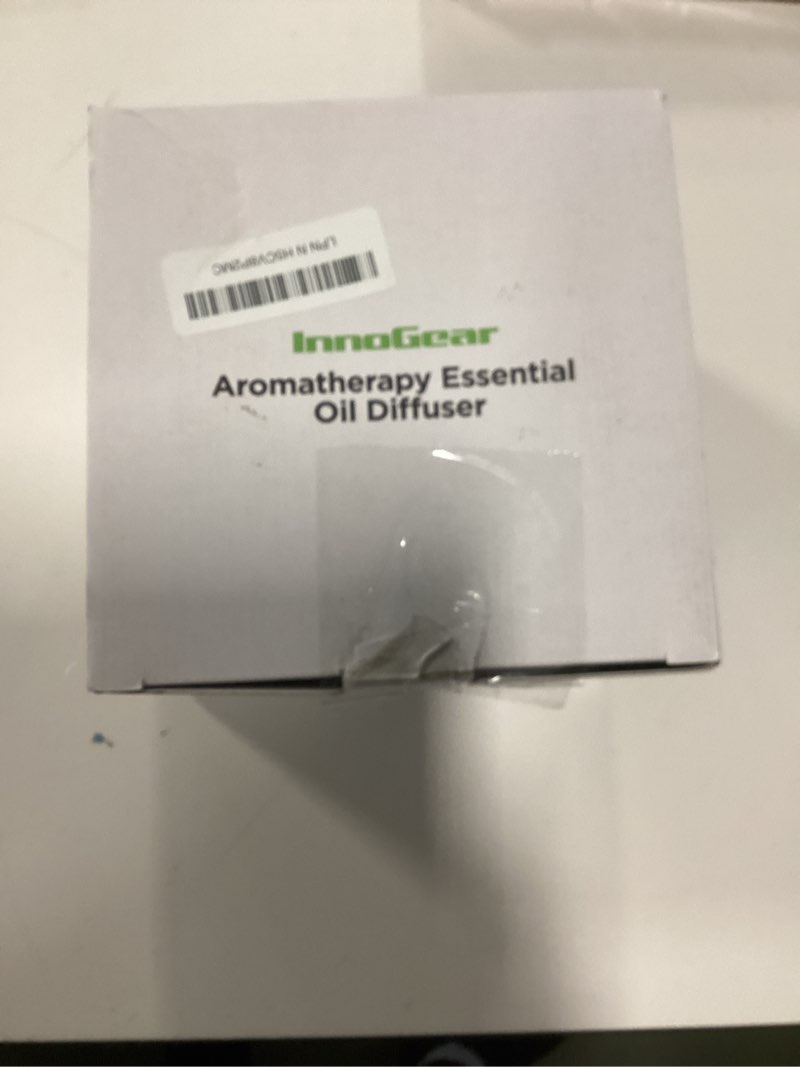 InnoGear
Aromatherapy Essential
Oil Diffuser